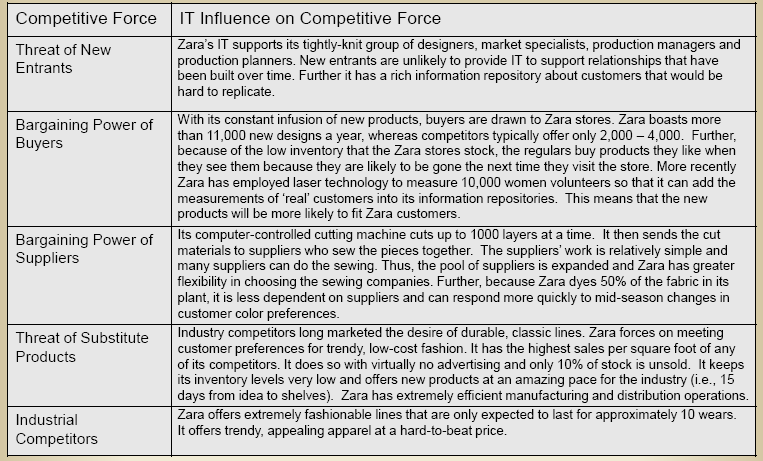 Competitive Force
IT Influence on Competitive Force
Threat of New
Entrants
Zara's IT supports its tightly-knit group of designers, market specialists, production managers and
production planners. New entrants are unlikely to provide IT to support relationships that have
been built over time. Further it has a rich information repository about customers that would be
hard to replicate.
Bargaining Power of
Buyers
With its constant infusion of new products, buyers are drawn to Zara stores. Zara boasts more
than 11,000 new designs a year, whereas competitors typically offer only 2,000 – 4,000. Further,
because of the low inventory that the Zara stores stock, the regulars buy products they like when
they see them because they are likely to be gone the next time they visit the store. More recently
Zara has employed laser technology to measure 10,000 women volunteers so that it can add the
measurements of 'real' customers into its information repositories. This means that the new
products will be more likely to fit Zara customers.
Bargaining Power of
Suppliers
Its computer-controlled cutting machine cuts up to 1000 layers at a time. It then sends the cut
materials to suppliers who sew the pieces together. The suppliers' work is relatively simple and
many suppliers can do the sewing. Thus, the pool of suppliers is expanded and Zara has greater
flexibility in choosing the sewing companies. Further, because Zara dyes 50% of the fabric in its
plant, it is less dependent on suppliers and can respond more quickly to mid-season changes in
customer color preferences.
Threat of Substitute
Products
Industry competitors long marketed the desire of durable, classic lines. Zara forces on meeting
customer preferences for trendy, low-cost fashion. It has the highest sales per square foot of any
of its competitors. It does so with virtually no advertising and only 10% of stock is unsold. It keeps
its inventory levels very low and offers new products at an amazing pace for the industry (i.e., 15
days from idea to shelves). Zara has extremely efficient manufacturing and distribution operations.
Industrial
Competitors
Zara offers extremely fashionable lines that are only expected to last for approximately 10 wears.
It offers trendy, appealing apparel at a hard-to-beat price.